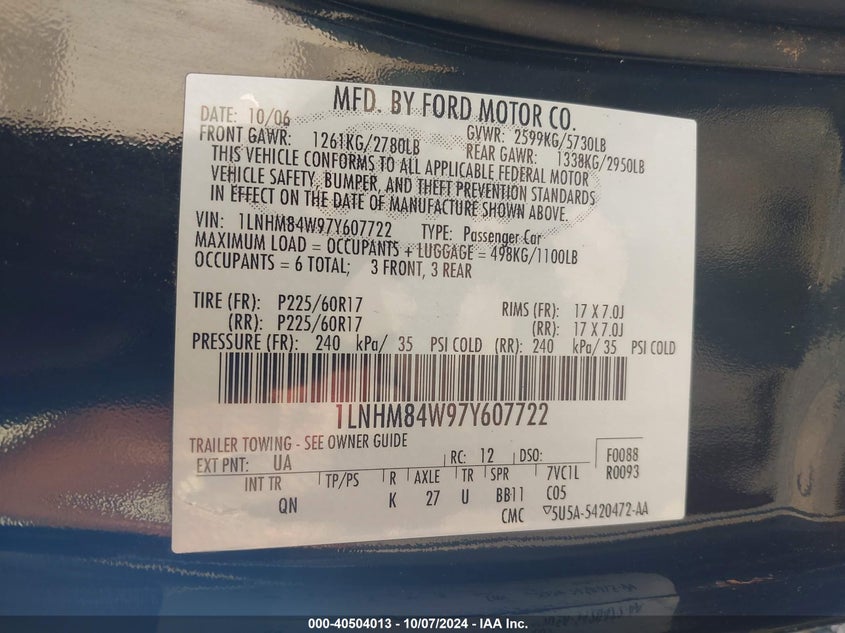 MFD. BY FORD MOTOR CO.
DATE: 10/06 GVWR: 2599KG/5730LB
FRONT GAWR: 1261KG/2780LB REAR GAWR: 1338KG/2950LB
THIS VEHICLE CONFORMS TO ALL APPLICABLE FEDERAL MOTOR
VEHICLE SAFETY, BUMPER, AND THEFT PREVENTION STANDARDS
IN EFFECT ON THE DATE OF MANUFACTURE SHOWN ABOVE.
VIN: 1LNHM84W97Y607722 TYPE: Passenger Car
MAXIMUM LOAD = OCCUPANTS + LUGGAGE = 498KG/1100LB
OCCUPANTS = 6 TOTAL; 3 FRONT, 3 REAR
TIRE (FR): P225/60R17 RIMS (FR): 17 X 7.0J
(RR): P225/60R17 (RR): 17 X 7.0J
PRESSURE (FR): 240 kPa/ 35 PSI COLD (RR): 240 kPa/ 35 PSI COLD
1LNHM84W97Y607722
TRAILER TOWING - SEE OWNER GUIDE
EXT PNT: UA RC: 12 DSO: F0088
INT TR TP/PS R AXLE TR SPR 7VC1L R0093
QN K 27 U BB11 C05
CMC ▽5U5A-5420472-AA
000-40504013 - 10/07/2024 - IAA Inc.